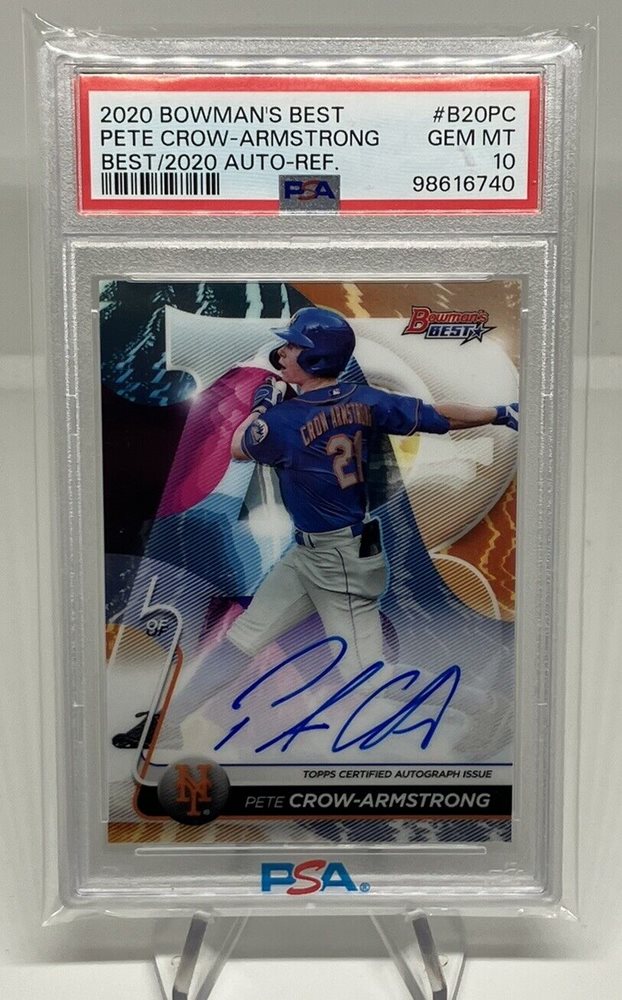 2020 BOWMAN'S BEST #B20PC
PETE CROW-ARMSTRONG GEM MT
BEST/2020 AUTO-REF. 10
PSA 98616740
Bowman's
BEST
CROW ARMSTRONG
21
OF
TOPPS CERTIFIED AUTOGRAPH ISSUE
NY
PETE CROW-ARMSTRONG
PSA®